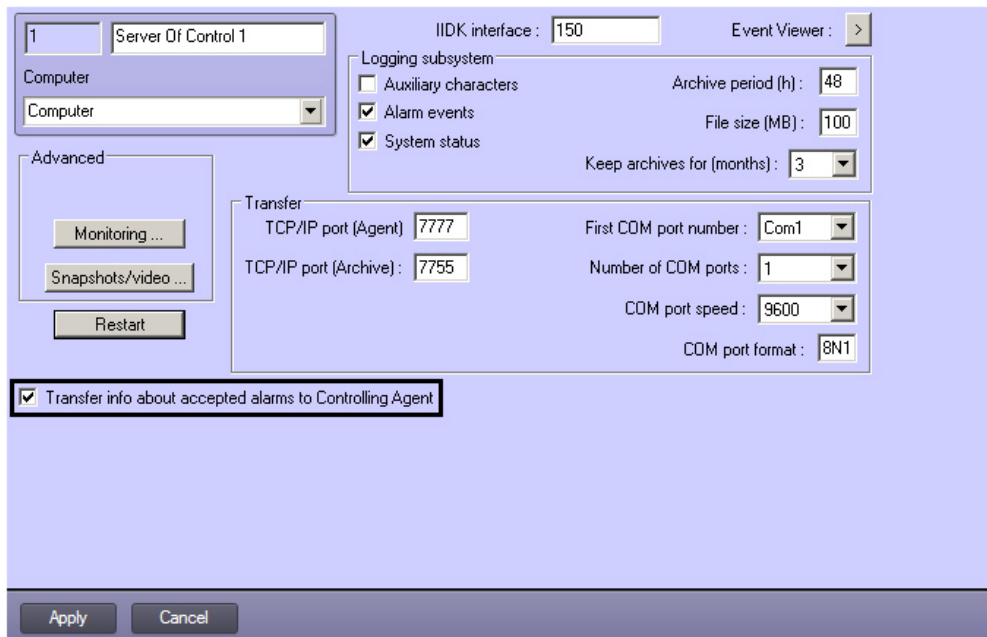 1
Server Of Control 1
Computer
Computer
IIDK interface : 150
Event Viewer : >
Logging subsystem
Auxiliary characters
Alarm events
System status
Archive period (h) : 48
File size (MB) : 100
Keep archives for (months) : 3
Advanced
Monitoring ...
Snapshots/video ...
Restart
Transfer
TCP/IP port (Agent) 7777
TCP/IP port (Archive) : 7755
First COM port number : Com1
Number of COM ports : 1
COM port speed : 9600
COM port format : 8N1
Transfer info about accepted alarms to Controlling Agent
Apply
Cancel